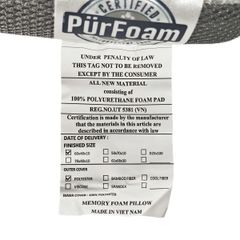 CERTIFIED
PürFoam
UNDER PENALTY OF LAW
THIS TAG NOT TO BE REMOVED
EXCEPT BY THE CONSUMER
ALL NEW MATERIAL
consisting of
100% POLYURETHANE FOAM PAD
REG.NO.UT 5381 (VN)
Certification is made by the manufacturer
that the materials in this article are
described in accordance with law.
DATE OF DELIVERY:
FINISHED SIZE
OUTER COVER
POLYESTER BAMBOO FIBER COOL FIBER
MEMORY FOAM PILLOW
MADE IN VIET NAM